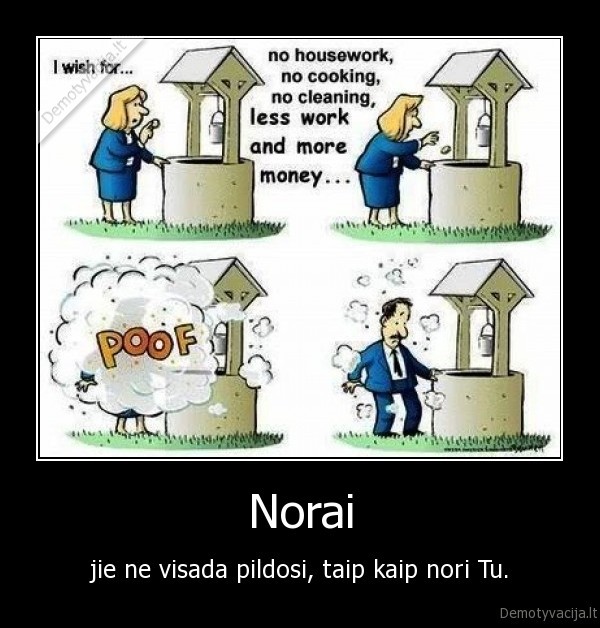 Demotyvacija.lt
I wish for...
no housework,
no cooking,
no cleaning,
less work
and more
money...
POOF
Norai
jie ne visada pildosi, taip kaip nori Tu.
Demotyvacija.lt